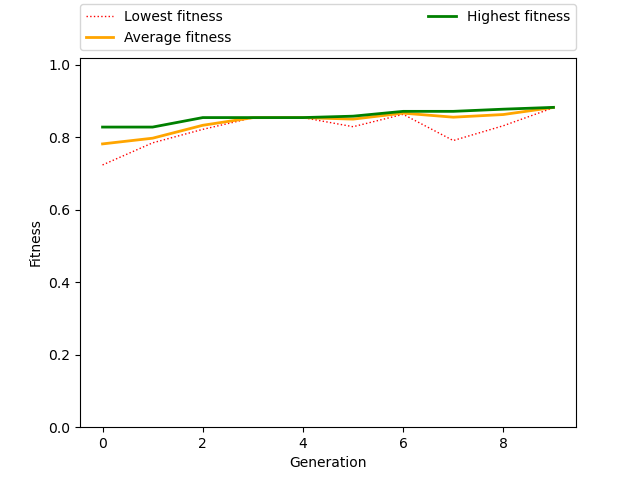 Lowest fitness
Average fitness
Highest fitness
1.0
0.8
0.6
0.4
0.2
0.0
Fitness
0 2 4 6 8
Generation